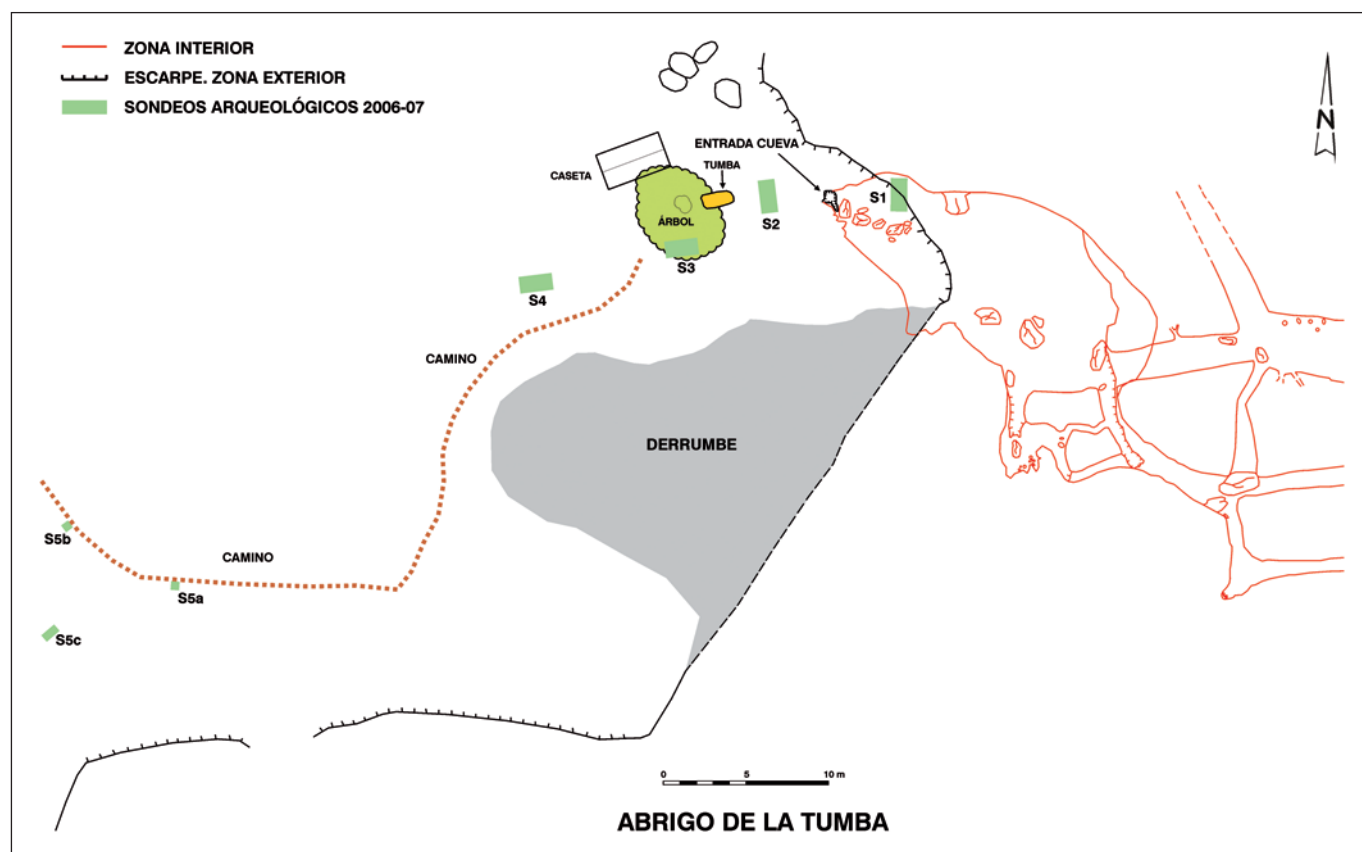 ZONA INTERIOR
ESCARPE. ZONA EXTERIOR
SONDEOS ARQUEOLÓGICOS 2006-07
N
ENTRADA CUEVA
TUMBA
CASETA
ÁRBOL
S1
S2
S3
S4
CAMINO
DERRUMBE
S5b
CAMINO
S5a
S5c
0 5 10 m
ABRIGO DE LA TUMBA